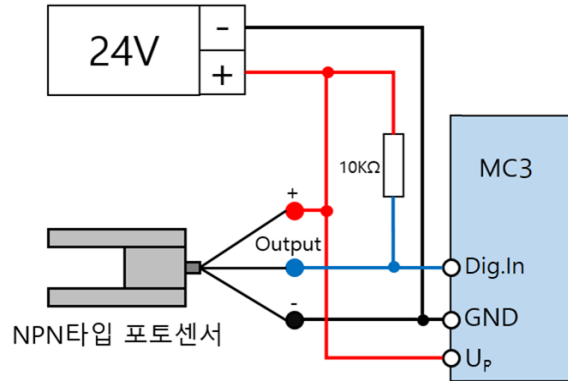 24V
-
+
10KΩ
MC3
+
Output
Dig.In
-
GND
NPN타입 포토센서
UP